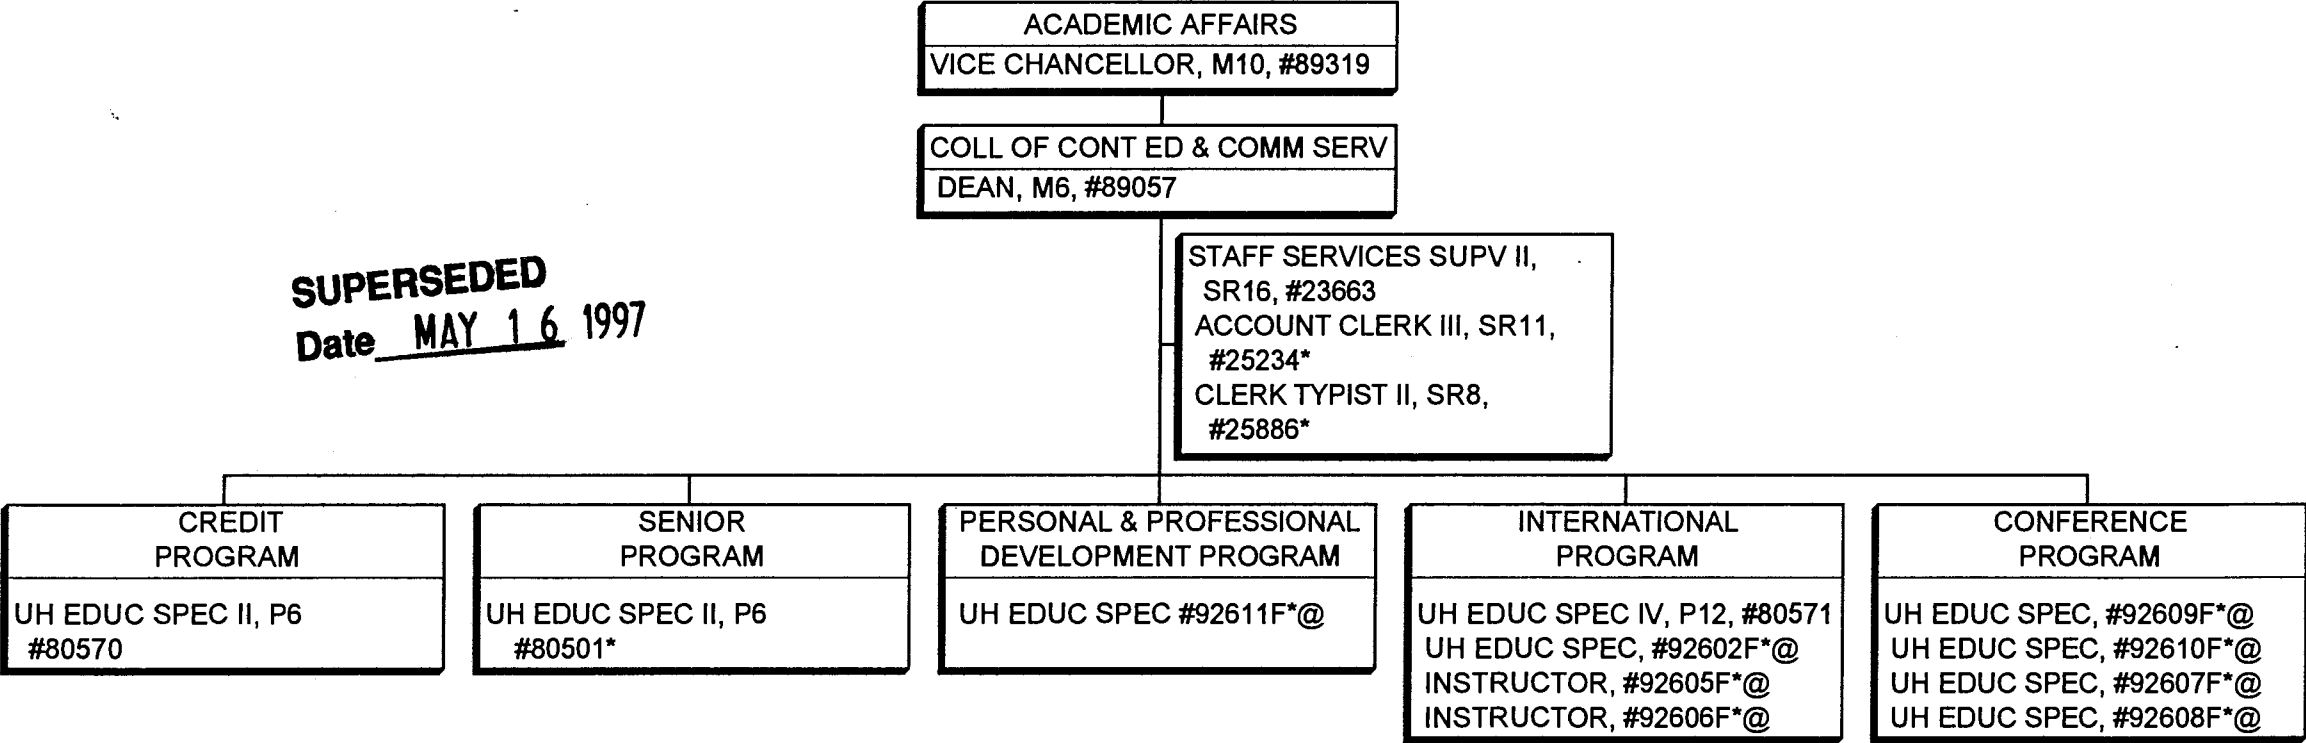 ACADEMIC AFFAIRS
VICE CHANCELLOR, M10, #89319
COLL OF CONT ED & COMM SERV
DEAN, M6, #89057
STAFF SERVICES SUPV II,
SR16, #23663
ACCOUNT CLERK III, SR11,
#25234*
CLERK TYPIST II, SR8,
#25886*
SUPERSEDED
Date MAY 16 1997
CREDIT
PROGRAM
UH EDUC SPEC II, P6
#80570
SENIOR
PROGRAM
UH EDUC SPEC II, P6
#80501*
PERSONAL & PROFESSIONAL
DEVELOPMENT PROGRAM
UH EDUC SPEC #92611F*@
INTERNATIONAL
PROGRAM
UH EDUC SPEC IV, P12, #80571
UH EDUC SPEC, #92602F*@
INSTRUCTOR, #92605F*@
INSTRUCTOR, #92606F*@
CONFERENCE
PROGRAM
UH EDUC SPEC, #92609F*@
UH EDUC SPEC, #92610F*@
UH EDUC SPEC, #92607F*@
UH EDUC SPEC, #92608F*@